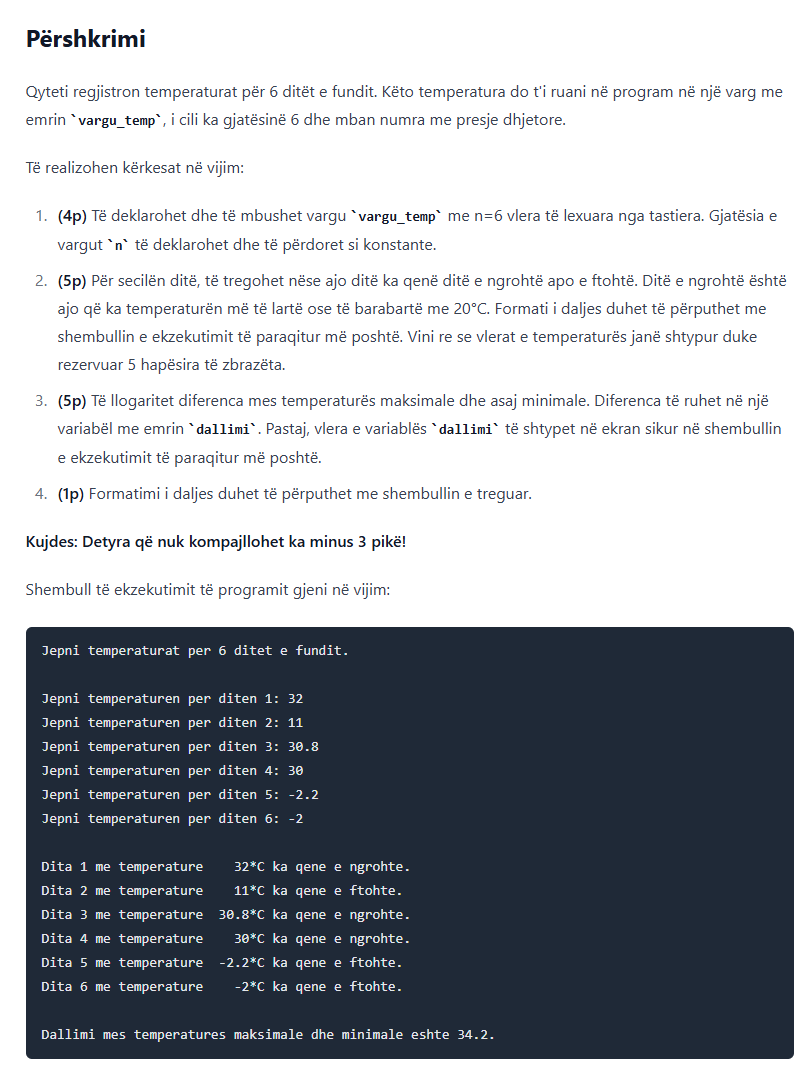 Përshkrimi
Qyteti regjistron temperaturat për 6 ditët e fundit. Këto temperatura do t'i ruani në program në një varg me
emrin `vargu_temp`, i cili ka gjatësinë 6 dhe mban numra me presje dhjetore.
Të realizohen kërkesat në vijim:
1. (4p) Të deklarohet dhe të mbushet vargu `vargu_temp` me n=6 vlera të lexuara nga tastiera. Gjatësia e
vargut `n` të deklarohet dhe të përdoret si konstante.
2. (5p) Për secilën ditë, të tregohet nëse ajo ditë ka qenë ditë e ngrohtë apo e ftohtë. Ditë e ngrohtë është
ajo që ka temperaturën më të lartë ose të barabartë me 20°C. Formati i daljes duhet të përputhet me
shembullin e ekzekutimit të paraqitur më poshtë. Vini re se vlerat e temperaturës janë shtypur duke
rezervuar 5 hapësira të zbrazëta.
3. (5p) Të llogaritet diferenca mes temperaturës maksimale dhe asaj minimale. Diferenca të ruhet në një
variabël me emrin `dallimi`. Pastaj, vlera e variablës `dallimi` të shtypet në ekran sikur në shembullin
e ekzekutimit të paraqitur më poshtë.
4. (1p) Formatimi i daljes duhet të përputhet me shembullin e treguar.
Kujdes: Detyra që nuk kompajllohet ka minus 3 pikë!
Shembull të ekzekutimit të programit gjeni në vijim:
Jepni temperaturat per 6 ditet e fundit.
Jepni temperaturen per diten 1: 32
Jepni temperaturen per diten 2: 11
Jepni temperaturen per diten 3: 30.8
Jepni temperaturen per diten 4: 30
Jepni temperaturen per diten 5: -2.2
Jepni temperaturen per diten 6: -2
Dita 1 me temperature    32*C ka qene e ngrohte.
Dita 2 me temperature    11*C ka qene e ftohte.
Dita 3 me temperature  30.8*C ka qene e ngrohte.
Dita 4 me temperature    30*C ka qene e ngrohte.
Dita 5 me temperature  -2.2*C ka qene e ftohte.
Dita 6 me temperature    -2*C ka qene e ftohte.
Dallimi mes temperatures maksimale dhe minimale eshte 34.2.